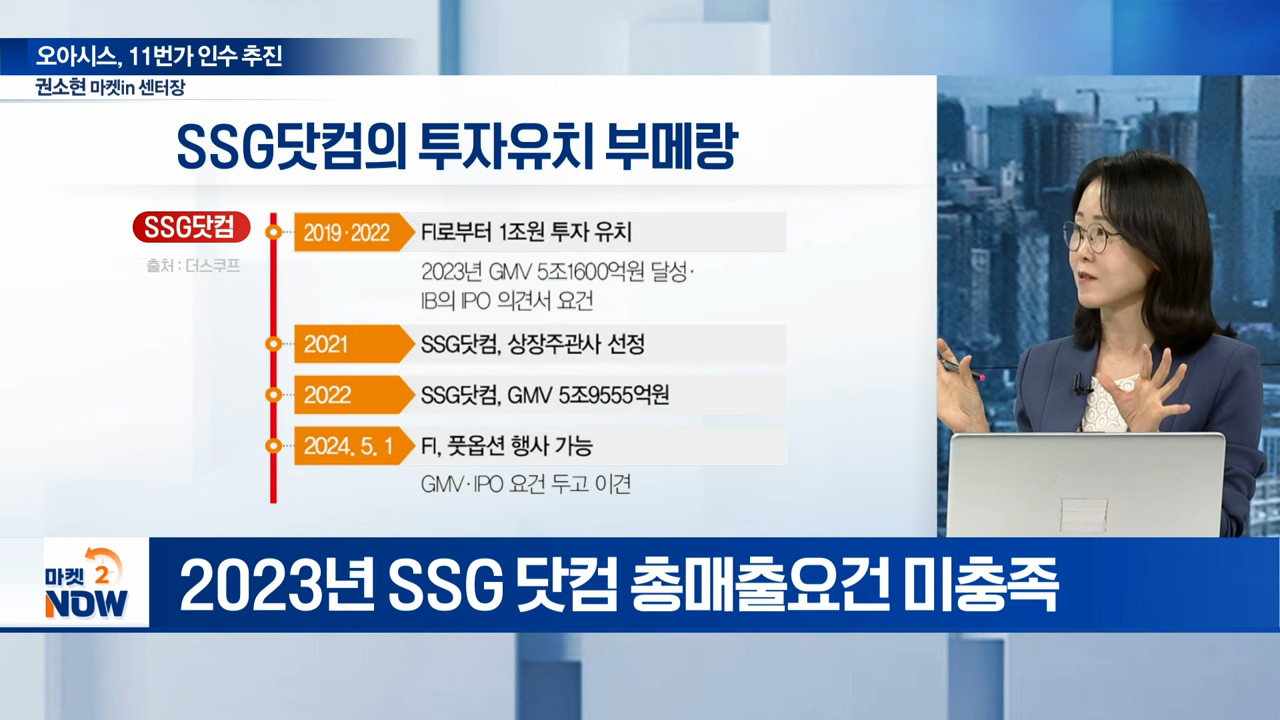 오아시스, 11번가 인수 추진
권소현 마켓in 센터장
SSG닷컴의 투자유치 부메랑
SSG닷컴
출처 : 더스쿠프
2019·2022 FI로부터 1조원 투자 유치
2023년 GMV 5조1600억원 달성·
IB의 IPO 의견서 요건
2021 SSG닷컴, 상장주관사 선정
2022 SSG닷컴, GMV 5조9555억원
2024. 5. 1 FI, 풋옵션 행사 가능
GMV·IPO 요건 두고 이견
마켓 2
NOW
2023년 SSG 닷컴 총매출요건 미충족